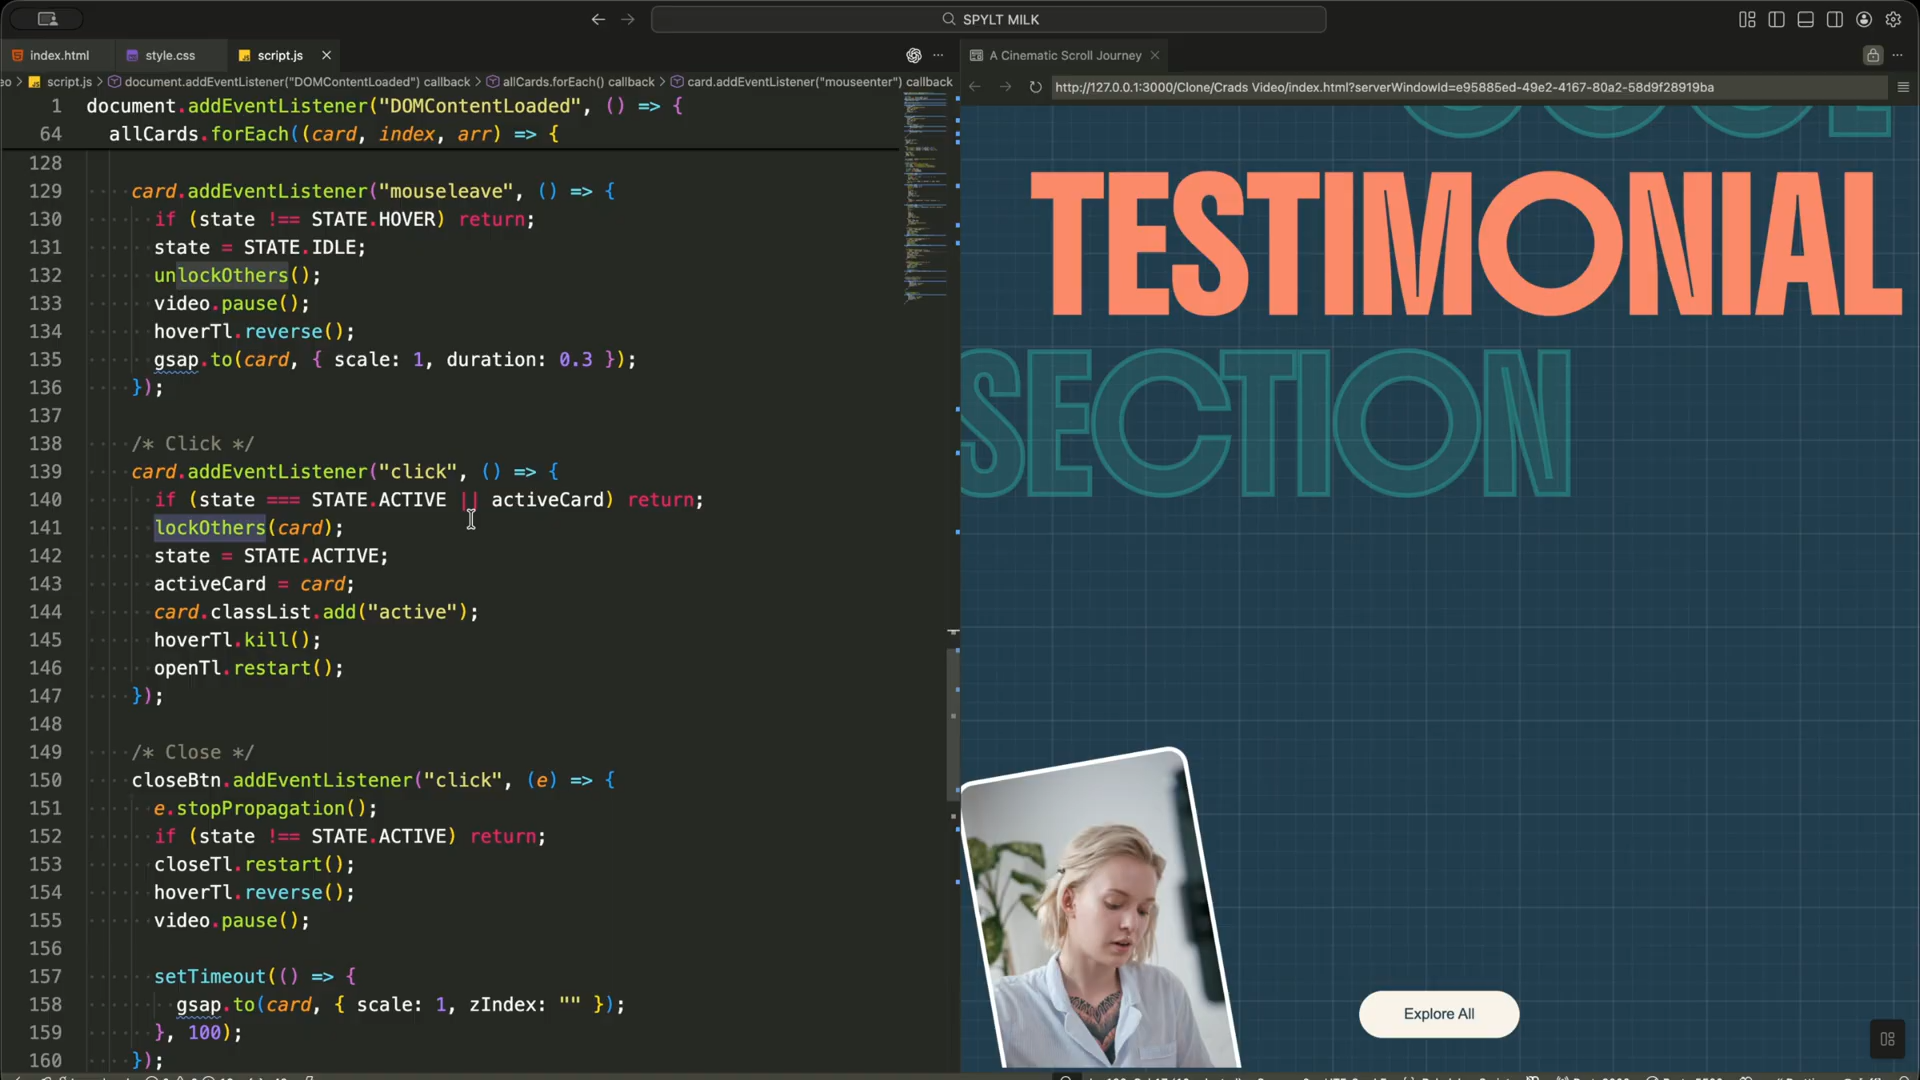 SPYLT MILK
index.html
style.css
script.js
A Cinematic Scroll Journey
eo > script.js > document.addEventListener("DOMContentLoaded") callback > allCards.forEach() callback > card.addEventListener("mouseenter") callback
http://127.0.0.1:3000/Clone/Crads Video/index.html?serverWindowId=e95885ed-49e2-4167-80a2-58d9f28919ba
1 document.addEventListener("DOMContentLoaded", () => {
64 allCards.forEach((card, index, arr) => {
128
129 card.addEventListener("mouseleave", () => {
130 if (state !== STATE.HOVER) return;
131 state = STATE.IDLE;
132 unlockOthers();
133 video.pause();
134 hoverTl.reverse();
135 gsap.to(card, { scale: 1, duration: 0.3 });
136 });
137
138 /* Click */
139 card.addEventListener("click", () => {
140 if (state === STATE.ACTIVE || activeCard) return;
141 lockOthers(card);
142 state = STATE.ACTIVE;
143 activeCard = card;
144 card.classList.add("active");
145 hoverTl.kill();
146 openTl.restart();
147 });
148
149 /* Close */
150 closeBtn.addEventListener("click", (e) => {
151 e.stopPropagation();
152 if (state !== STATE.ACTIVE) return;
153 closeTl.restart();
154 hoverTl.reverse();
155 video.pause();
156
157 setTimeout(() => {
158 gsap.to(card, { scale: 1, zIndex: "" });
159 }, 100);
160 });
TESTIMONIAL
SECTION
Explore All